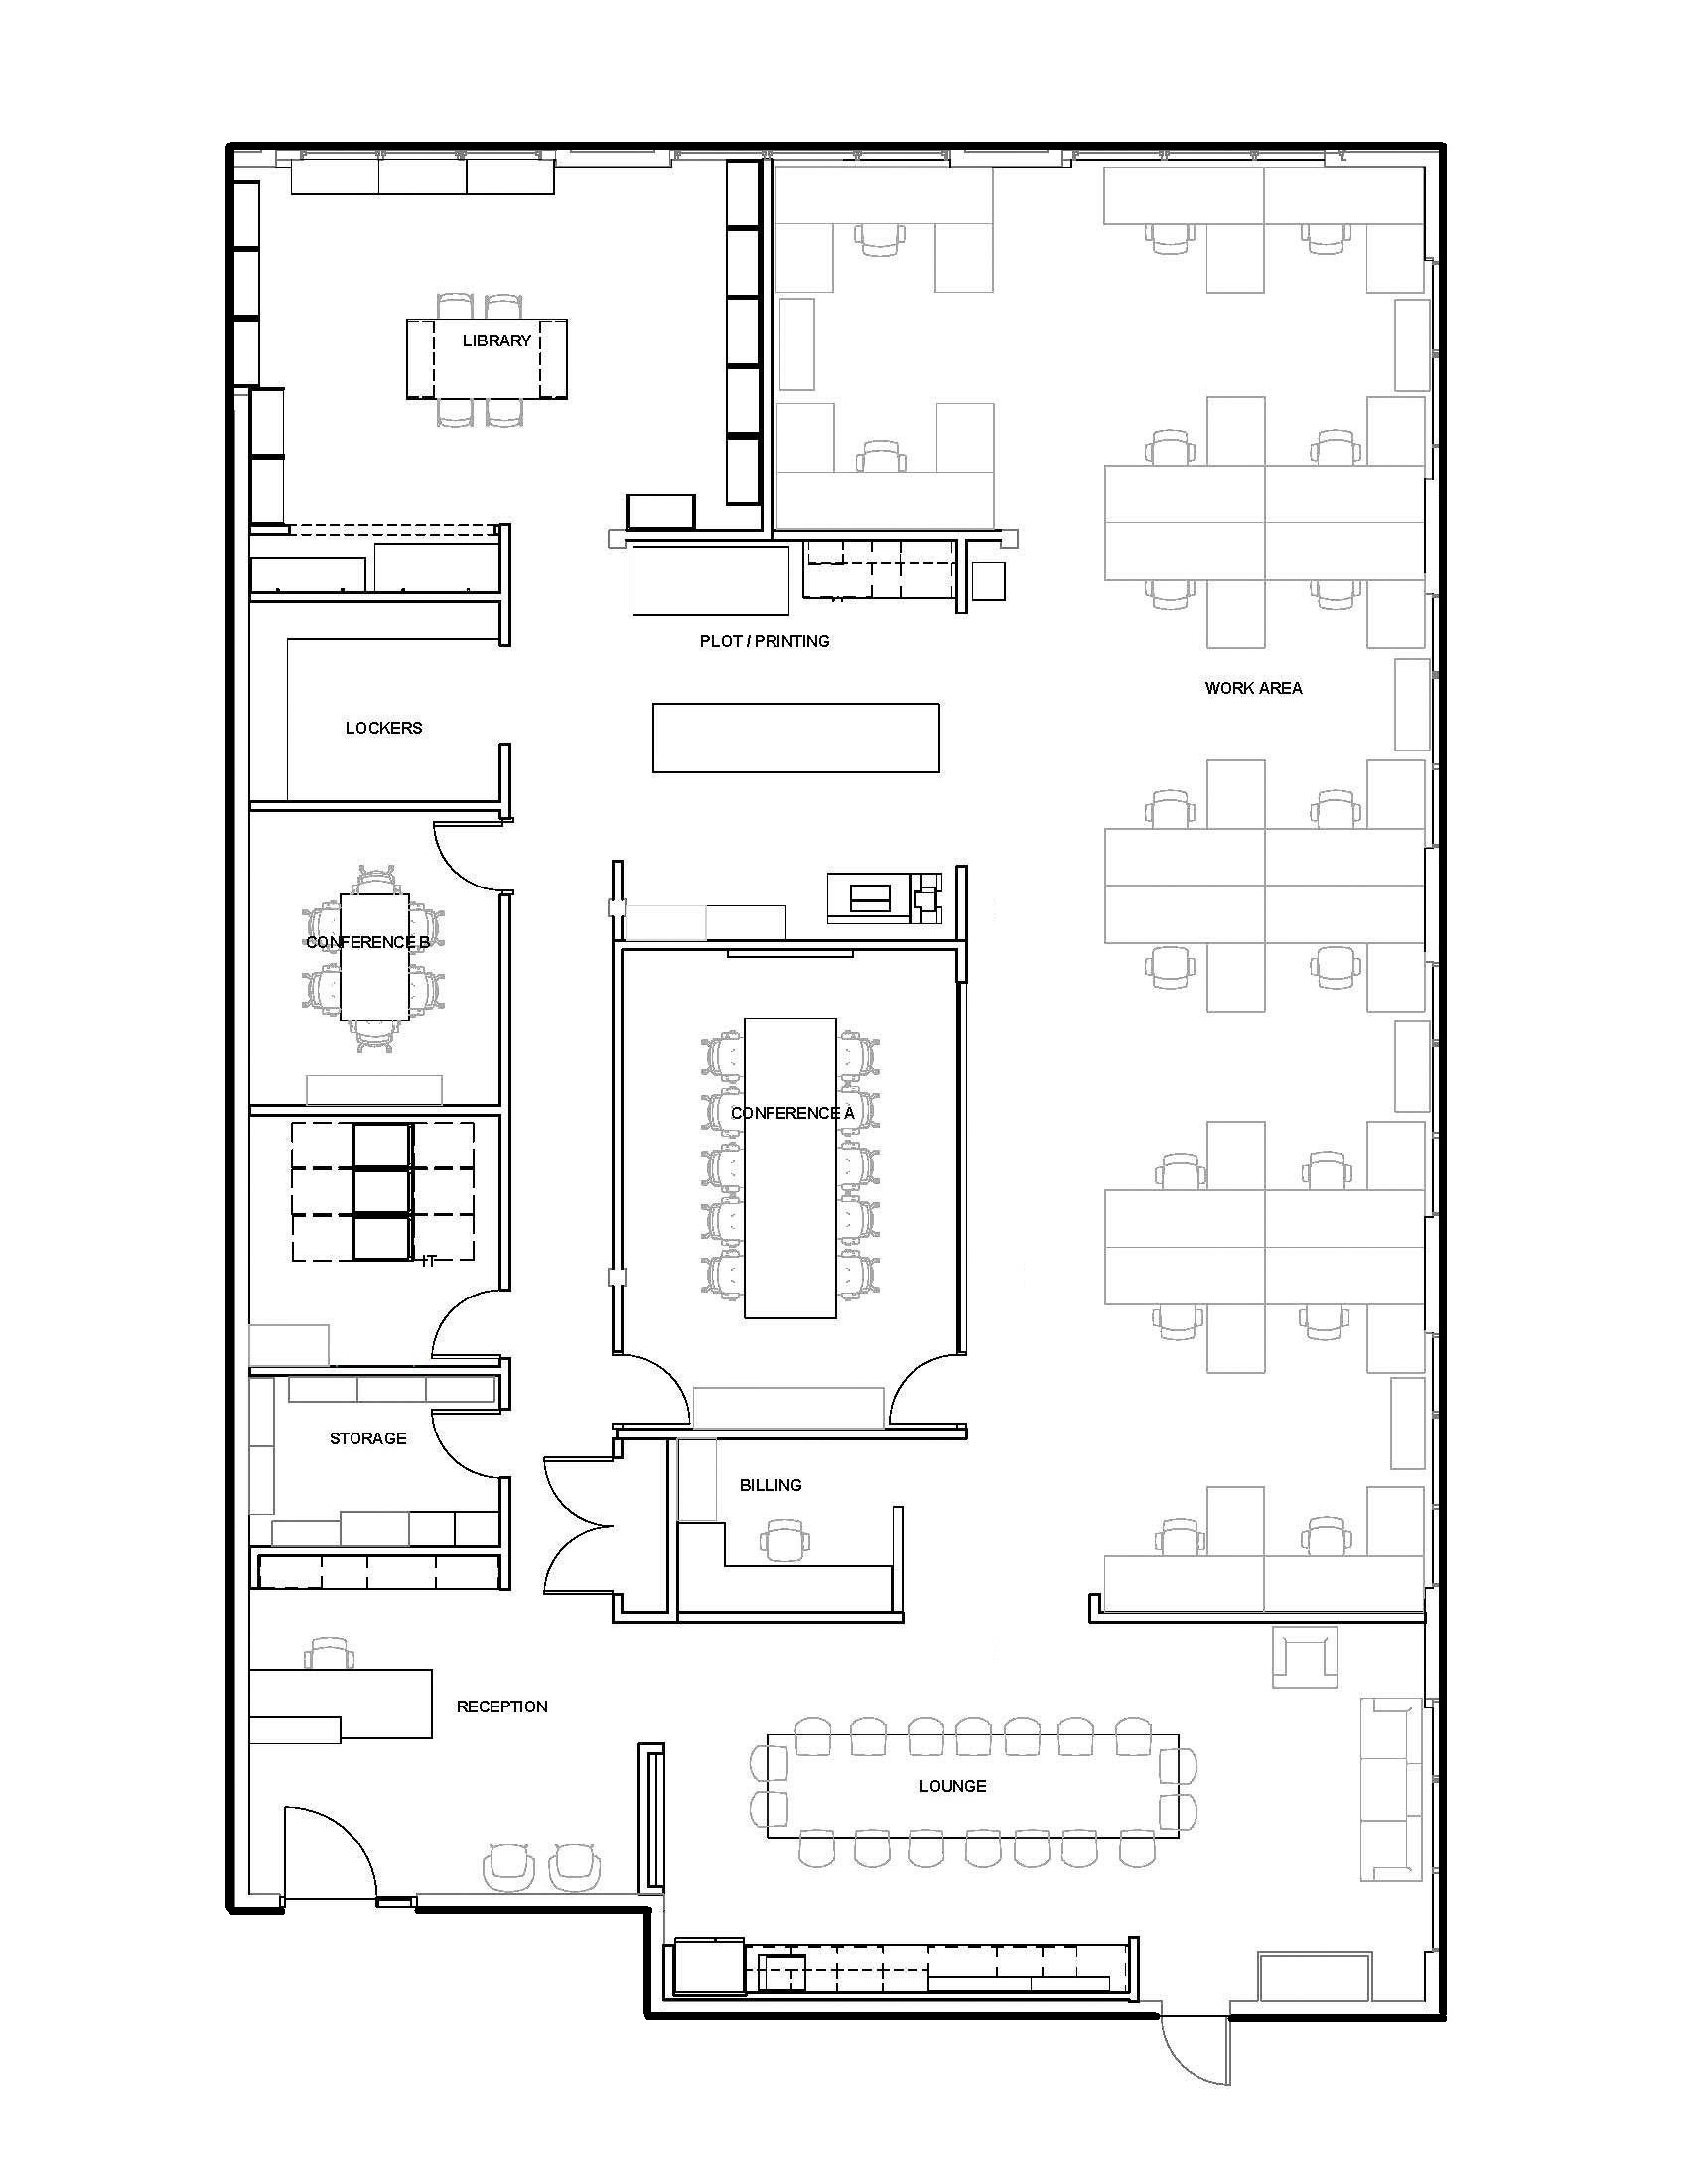 LIBRARY
PLOT / PRINTING
WORK AREA
LOCKERS
CONFERENCE B
CONFERENCE A
IT
STORAGE
BILLING
RECEPTION
LOUNGE